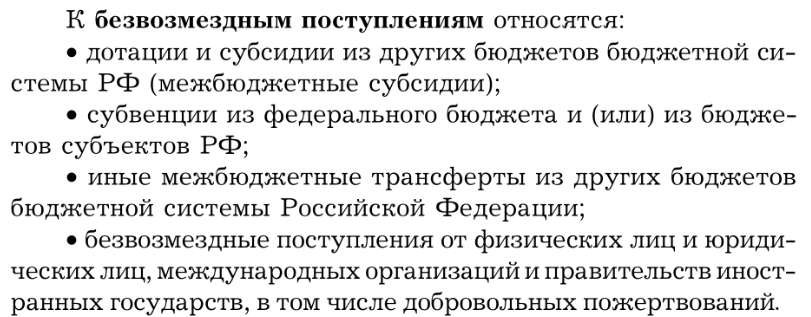 К безвозмездным поступлениям относятся:
• дотации и субсидии из других бюджетов бюджетной си-
стемы РФ (межбюджетные субсидии);
• субвенции из федерального бюджета и (или) из бюдже-
тов субъектов РФ;
• иные межбюджетные трансферты из других бюджетов
бюджетной системы Российской Федерации;
• безвозмездные поступления от физических лиц и юриди-
ческих лиц, международных организаций и правительств иност-
ранных государств, в том числе добровольных пожертвований.